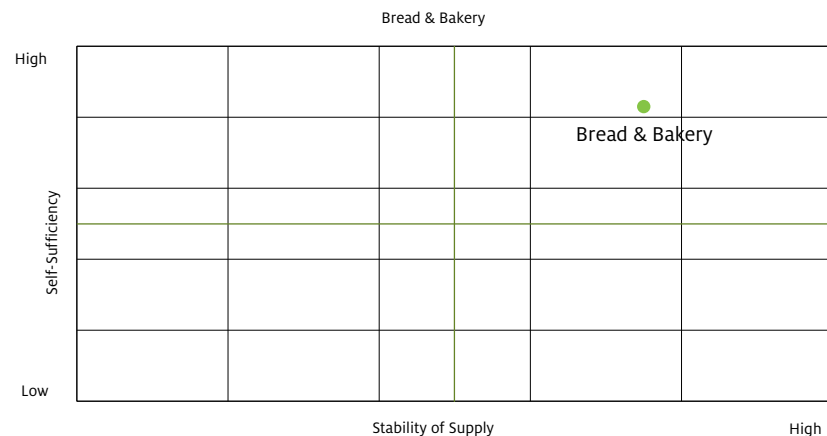 Bread & Bakery
High
Bread & Bakery
Self-Sufficiency
Low
Stability of Supply
High